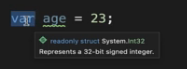 var age = 23;
readonly struct System.Int32
Represents a 32-bit signed integer.